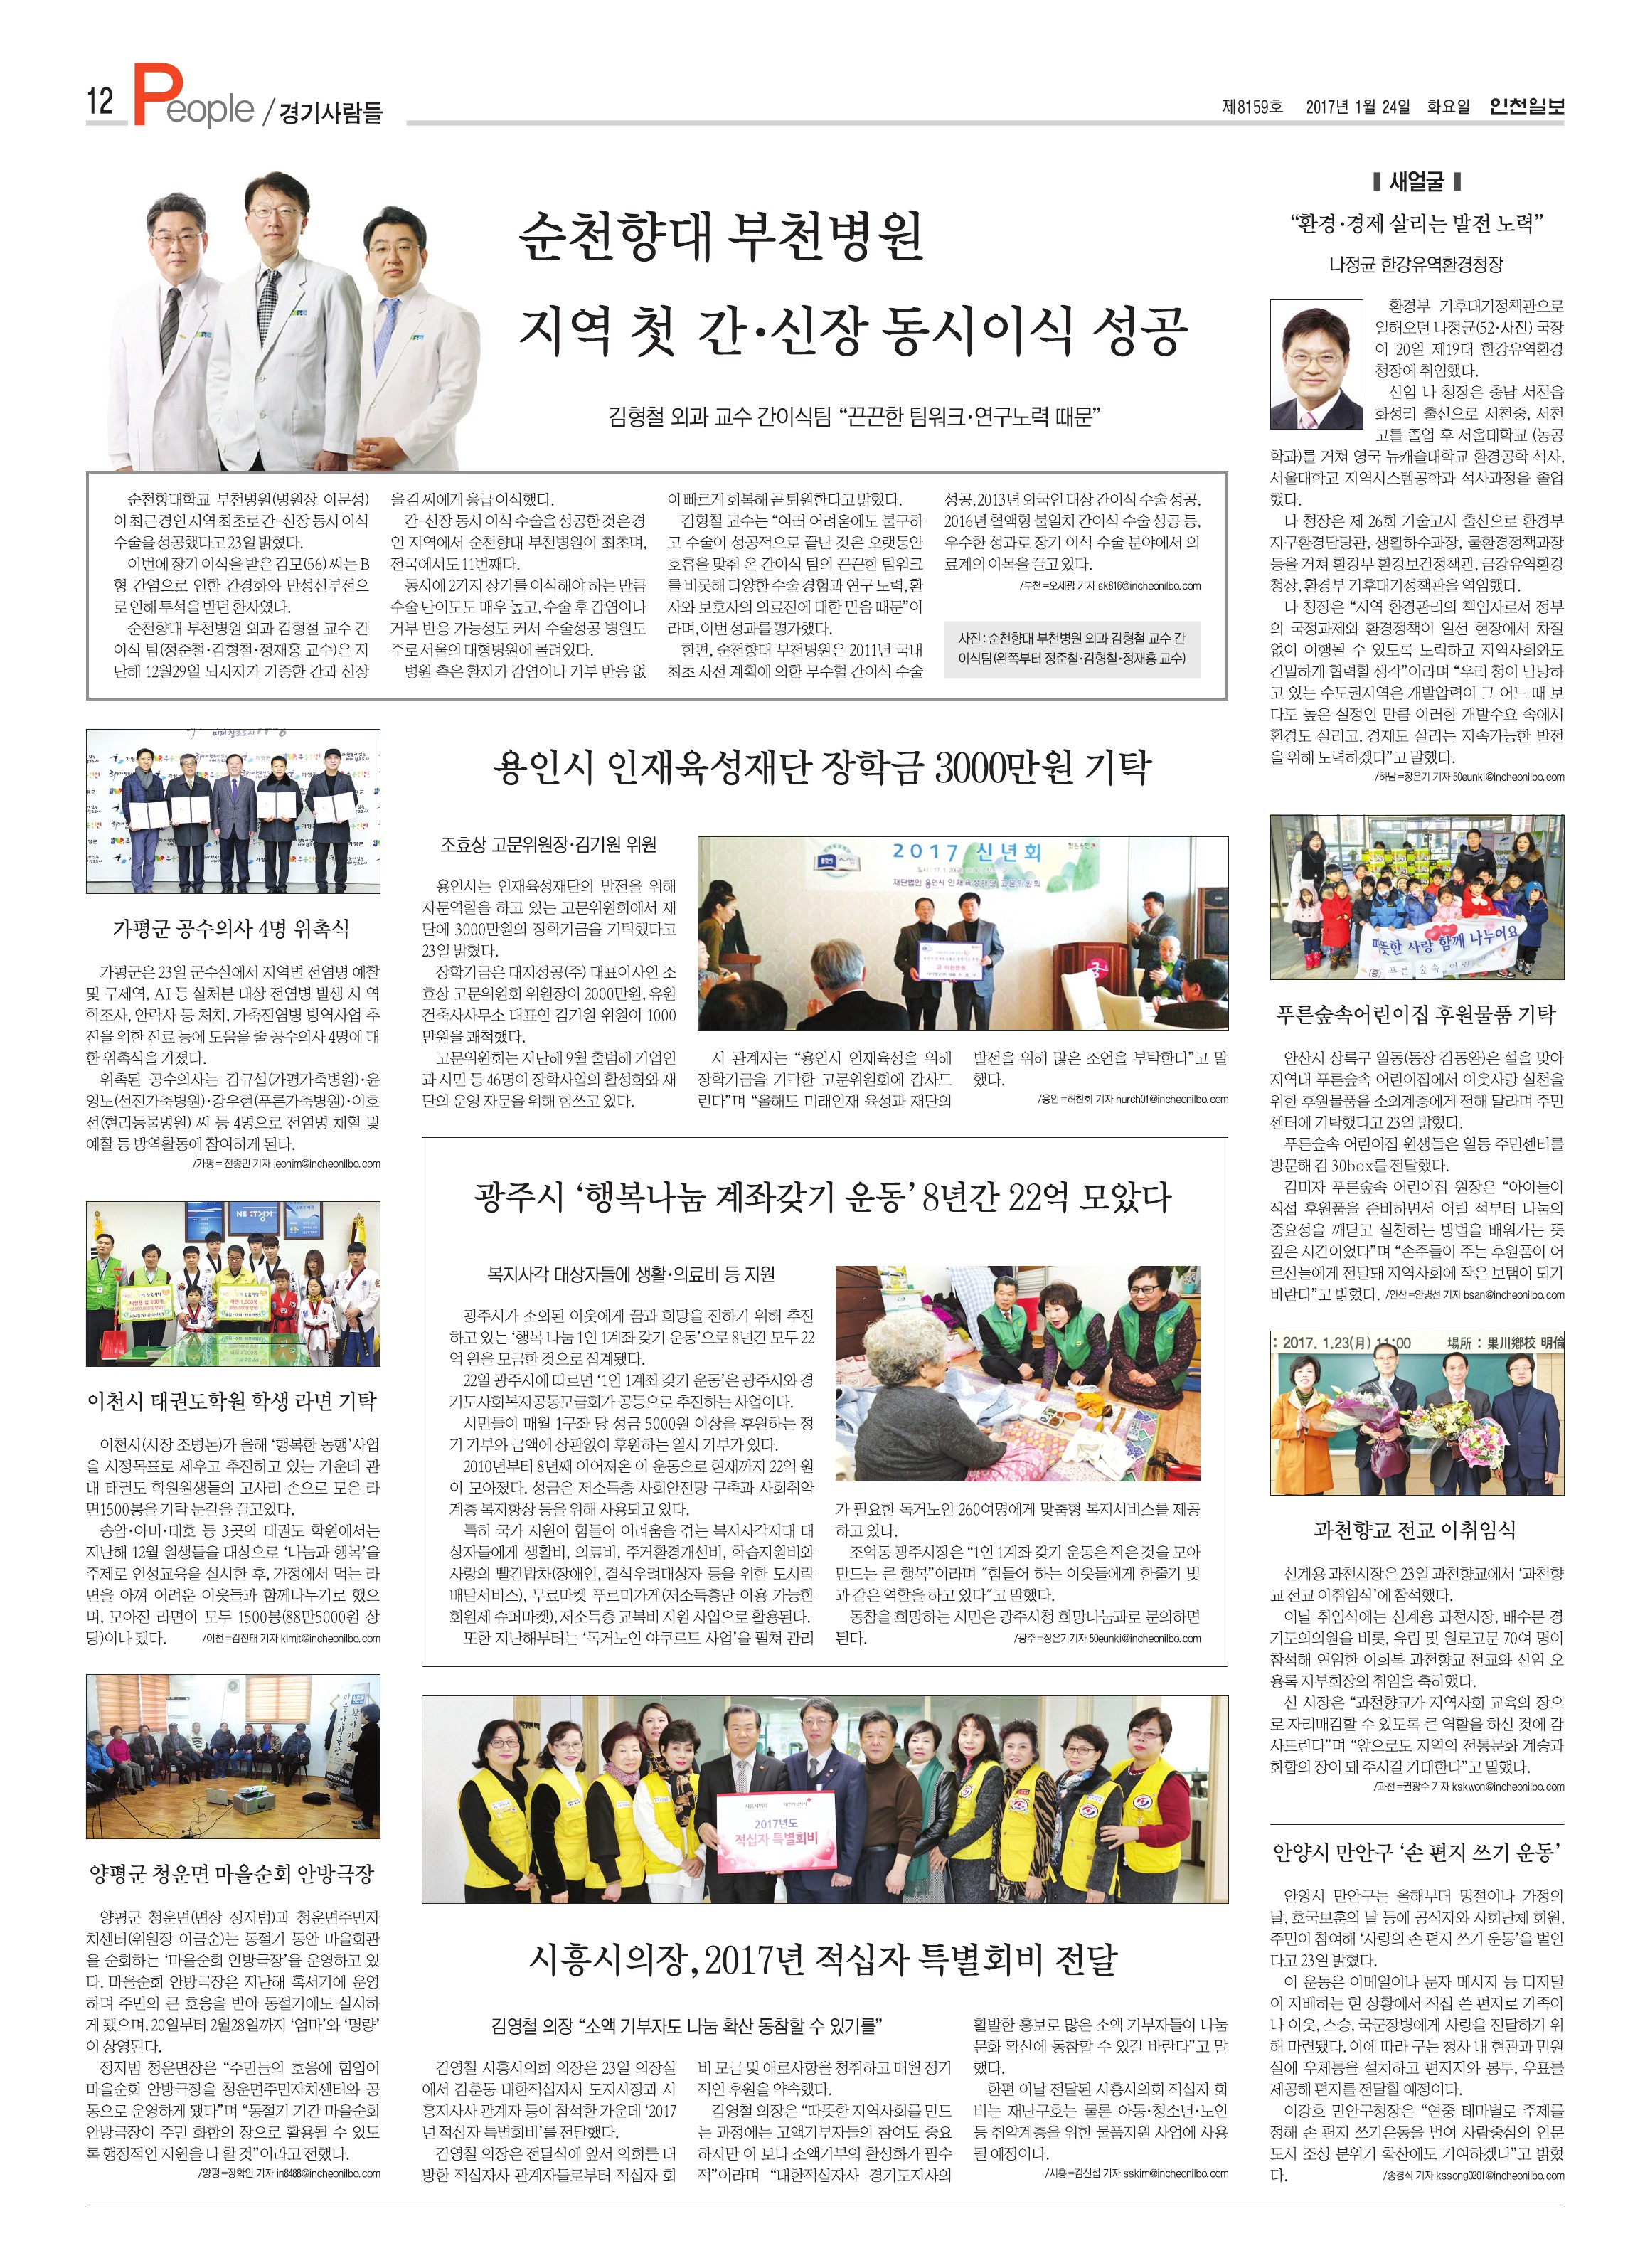 12 People / 경기사람들
제8159호 2017년 1월 24일 화요일 인천일보
순천향대 부천병원
지역 첫 간·신장 동시이식 성공
김형철 외과 교수 간이식팀 “끈끈한 팀워크·연구노력 때문”
순천향대학교 부천병원(병원장 이문성)
이 최근 경인 지역 최초로 간-신장 동시 이식
수술을 성공했다고 23일 밝혔다.
이번에 장기 이식을 받은 김모(56) 씨는 B
형 간염으로 인한 간경화와 만성신부전으
로 인해 투석을 받던 환자였다.
순천향대 부천병원 외과 김형철 교수 간
이식 팀(정준철·김형철·정재홍 교수)은 지
난해 12월29일 뇌사자가 기증한 간과 신장
을 김 씨에게 응급 이식했다.
간-신장 동시 이식 수술을 성공한 것은 경
인 지역에서 순천향대 부천병원이 최초며,
전국에서도 11번째다.
동시에 2가지 장기를 이식해야 하는 만큼
수술 난이도도 매우 높고, 수술 후 감염이나
거부 반응 가능성도 커서 수술성공 병원도
주로 서울의 대형병원에 몰려있다.
병원 측은 환자가 감염이나 거부 반응 없
이 빠르게 회복해 곧 퇴원한다고 밝혔다.
김형철 교수는 “여러 어려움에도 불구하
고 수술이 성공적으로 끝난 것은 오랫동안
호흡을 맞춰 온 간이식 팀의 끈끈한 팀워크
를 비롯해 다양한 수술 경험과 연구 노력, 환
자와 보호자의 의료진에 대한 믿음 때문”이
라며, 이번 성과를 평가했다.
한편, 순천향대 부천병원은 2011년 국내
최초 사전 계획에 의한 무수혈 간이식 수술
성공, 2013년 외국인 대상 간이식 수술 성공,
2016년 혈액형 불일치 간이식 수술 성공 등,
우수한 성과로 장기 이식 수술 분야에서 의
료계의 이목을 끌고 있다.
/부천=오세광 기자 sk816@incheonilbo.com
사진 : 순천향대 부천병원 외과 김형철 교수 간
이식팀(왼쪽부터 정준철·김형철·정재홍 교수)
새얼굴
“환경·경제 살리는 발전 노력”
나정균 한강유역환경청장
환경부 기후대기정책관으로
일해오던 나정균(52·사진) 국장
이 20일 제19대 한강유역환경
청장에 취임했다.
신임 나 청장은 충남 서천읍
화성리 출신으로 서천중, 서천
고를 졸업 후 서울대학교 (농공
학과)를 거쳐 영국 뉴캐슬대학교 환경공학 석사,
서울대학교 지역시스템공학과 석사과정을 졸업
했다.
나 청장은 제 26회 기술고시 출신으로 환경부
지구환경담당관, 생활하수과장, 물환경정책과장
등을 거쳐 환경부 환경보건정책관, 금강유역환경
청장, 환경부 기후대기정책관을 역임했다.
나 청장은 “지역 환경관리의 책임자로서 정부
의 국정과제와 환경정책이 일선 현장에서 차질
없이 이행될 수 있도록 노력하고 지역사회와도
긴밀하게 협력할 생각”이라며 “우리 청이 담당하
고 있는 수도권지역은 개발압력이 그 어느 때 보
다도 높은 실정인 만큼 이러한 개발수요 속에서
환경도 살리고, 경제도 살리는 지속가능한 발전
을 위해 노력하겠다”고 말했다.
/하남=장은기 기자 50eunki@incheonilbo.com
가평군 공수의사 4명 위촉식
가평군은 23일 군수실에서 지역별 전염병 예찰
및 구제역, AI 등 살처분 대상 전염병 발생 시 역
학조사, 안락사 등 처치, 가축전염병 방역사업 추
진을 위한 진료 등에 도움을 줄 공수의사 4명에 대
한 위촉식을 가졌다.
위촉된 공수의사는 김규섭(가평가축병원)·윤
영노(선진가축병원)·강우현(푸른가축병원)·이호
선(현리동물병원) 씨 등 4명으로 전염병 채혈 및
예찰 등 방역활동에 참여하게 된다.
/가평= 전종민 기자 jeonjm@incheonilbo.com
용인시 인재육성재단 장학금 3000만원 기탁
조효상 고문위원장·김기원 위원
용인시는 인재육성재단의 발전을 위해
자문역할을 하고 있는 고문위원회에서 재
단에 3000만원의 장학기금을 기탁했다고
23일 밝혔다.
장학기금은 대지정공(주) 대표이사인 조
효상 고문위원회 위원장이 2000만원, 유원
건축사사무소 대표인 김기원 위원이 1000
만원을 쾌척했다.
고문위원회는 지난해 9월 출범해 기업인
과 시민 등 46명이 장학사업의 활성화와 재
단의 운영 자문을 위해 힘쓰고 있다.
2017 신년회
재단법인 용인시 인재육성재단 고문위원회
시 관계자는 “용인시 인재육성을 위해
장학기금을 기탁한 고문위원회에 감사드
린다”며 “올해도 미래인재 육성과 재단의
발전을 위해 많은 조언을 부탁한다”고 말
했다.
/용인=허찬회 기자 hurch01@incheonilbo.com
따뜻한 사랑 함께 나누어요
(중) 푸른숲속어린
푸른숲속어린이집 후원물품 기탁
안산시 상록구 일동(동장 김동완)은 설을 맞아
지역내 푸른숲속 어린이집에서 이웃사랑 실천을
위한 후원물품을 소외계층에게 전해 달라며 주민
센터에 기탁했다고 23일 밝혔다.
푸른숲속 어린이집 원생들은 일동 주민센터를
방문해 김 30box를 전달했다.
김미자 푸른숲속 어린이집 원장은 “아이들이
직접 후원품을 준비하면서 어릴 적부터 나눔의
중요성을 깨닫고 실천하는 방법을 배워가는 뜻
깊은 시간이었다”며 “손주들이 주는 후원품이 어
르신들에게 전달돼 지역사회에 작은 보탬이 되기
바란다”고 밝혔다. /안산=안병선 기자 bsan@incheonilbo.com
이천시 태권도학원 학생 라면 기탁
이천시(시장 조병돈)가 올해 ‘행복한 동행’사업
을 시정목표로 세우고 추진하고 있는 가운데 관
내 태권도 학원원생들의 고사리 손으로 모은 라
면1500봉을 기탁 눈길을 끌고있다.
송암·아미·태호 등 3곳의 태권도 학원에서는
지난해 12월 원생들을 대상으로 ‘나눔과 행복’을
주제로 인성교육을 실시한 후, 가정에서 먹는 라
면을 아껴 어려운 이웃들과 함께나누기로 했으
며, 모아진 라면이 모두 1500봉(88만5000원 상
당)이나 됐다. /이천=김진태 기자 kimjt@incheonilbo.com
광주시 ‘행복나눔 계좌갖기 운동’ 8년간 22억 모았다
복지사각 대상자들에 생활·의료비 등 지원
광주시가 소외된 이웃에게 꿈과 희망을 전하기 위해 추진
하고 있는 ‘행복 나눔 1인 1계좌 갖기 운동’으로 8년간 모두 22
억 원을 모금한 것으로 집계됐다.
22일 광주시에 따르면 ‘1인 1계좌 갖기 운동’은 광주시와 경
기도사회복지공동모금회가 공동으로 추진하는 사업이다.
시민들이 매월 1구좌 당 성금 5000원 이상을 후원하는 정
기 기부와 금액에 상관없이 후원하는 일시 기부가 있다.
2010년부터 8년째 이어져온 이 운동으로 현재까지 22억 원
이 모아졌다. 성금은 저소득층 사회안전망 구축과 사회취약
계층 복지향상 등을 위해 사용되고 있다.
특히 국가 지원이 힘들어 어려움을 겪는 복지사각지대 대
상자들에게 생활비, 의료비, 주거환경개선비, 학습지원비와
사랑의 빨간밥차(장애인, 결식우려대상자 등을 위한 도시락
배달서비스), 무료마켓 푸르미가게(저소득층만 이용 가능한
회원제 슈퍼마켓), 저소득층 교복비 지원 사업으로 활용된다.
또한 지난해부터는 ‘독거노인 야쿠르트 사업’을 펼쳐 관리
가 필요한 독거노인 260여명에게 맞춤형 복지서비스를 제공
하고 있다.
조억동 광주시장은 “1인 1계좌 갖기 운동은 작은 것을 모아
만드는 큰 행복”이라며 "힘들어 하는 이웃들에게 한줄기 빛
과 같은 역할을 하고 있다"고 말했다.
동참을 희망하는 시민은 광주시청 희망나눔과로 문의하면
된다. /광주=장은기기자 50eunki@incheonilbo.com
: 2017. 1.23(月) 11:00 場所 : 果川鄕校 明倫
과천향교 전교 이취임식
신계용 과천시장은 23일 과천향교에서 ‘과천향
교 전교 이취임식’에 참석했다.
이날 취임식에는 신계용 과천시장, 배수문 경
기도의의원을 비롯, 유림 및 원로고문 70여 명이
참석해 연임한 이희복 과천향교 전교와 신임 오
용록 지부회장의 취임을 축하했다.
신 시장은 “과천향교가 지역사회 교육의 장으
로 자리매김할 수 있도록 큰 역할을 하신 것에 감
사드린다”며 “앞으로도 지역의 전통문화 계승과
화합의 장이 돼 주시길 기대한다”고 말했다.
/과천=권광수 기자 kskwon@incheonilbo.com
양평군 청운면 마을순회 안방극장
양평군 청운면(면장 정지범)과 청운면주민자
치센터(위원장 이금순)는 동절기 동안 마을회관
을 순회하는 ‘마을순회 안방극장’을 운영하고 있
다. 마을순회 안방극장은 지난해 혹서기에 운영
하며 주민의 큰 호응을 받아 동절기에도 실시하
게 됐으며, 20일부터 2월28일까지 ‘엄마’와 ‘명량’
이 상영된다.
정지범 청운면장은 “주민들의 호응에 힘입어
마을순회 안방극장을 청운면주민자치센터와 공
동으로 운영하게 됐다”며 “동절기 기간 마을순회
안방극장이 주민 화합의 장으로 활용될 수 있도
록 행정적인 지원을 다 할 것”이라고 전했다.
/양평=장학인 기자 in8488@incheonilbo.com
2017년도
적십자 특별회비
시흥시의장, 2017년 적십자 특별회비 전달
김영철 의장 “소액 기부자도 나눔 확산 동참할 수 있기를”
김영철 시흥시의회 의장은 23일 의장실
에서 김훈동 대한적십자사 도지사장과 시
흥지사사 관계자 등이 참석한 가운데 ‘2017
년 적십자 특별회비’를 전달했다.
김영철 의장은 전달식에 앞서 의회를 내
방한 적십자사 관계자들로부터 적십자 회
비 모금 및 애로사항을 청취하고 매월 정기
적인 후원을 약속했다.
김영철 의장은 “따뜻한 지역사회를 만드
는 과정에는 고액기부자들의 참여도 중요
하지만 이 보다 소액기부의 활성화가 필수
적”이라며 “대한적십자사 경기도지사의
활발한 홍보로 많은 소액 기부자들이 나눔
문화 확산에 동참할 수 있길 바란다”고 말
했다.
한편 이날 전달된 시흥시의회 적십자 회
비는 재난구호는 물론 아동·청소년·노인
등 취약계층을 위한 물품지원 사업에 사용
될 예정이다.
/시흥=김신섭 기자 sskim@incheonilbo.com
안양시 만안구 ‘손 편지 쓰기 운동’
안양시 만안구는 올해부터 명절이나 가정의
달, 호국보훈의 달 등에 공직자와 사회단체 회원,
주민이 참여해 ‘사랑의 손 편지 쓰기 운동’을 벌인
다고 23일 밝혔다.
이 운동은 이메일이나 문자 메시지 등 디지털
이 지배하는 현 상황에서 직접 쓴 편지로 가족이
나 이웃, 스승, 국군장병에게 사랑을 전달하기 위
해 마련됐다. 이에 따라 구는 청사 내 현관과 민원
실에 우체통을 설치하고 편지지와 봉투, 우표를
제공해 편지를 전달할 예정이다.
이강호 만안구청장은 “연중 테마별로 주제를
정해 손 편지 쓰기운동을 벌여 사람중심의 인문
도시 조성 분위기 확산에도 기여하겠다”고 밝혔
다. /송경식 기자 kssong0201@incheonilbo.com